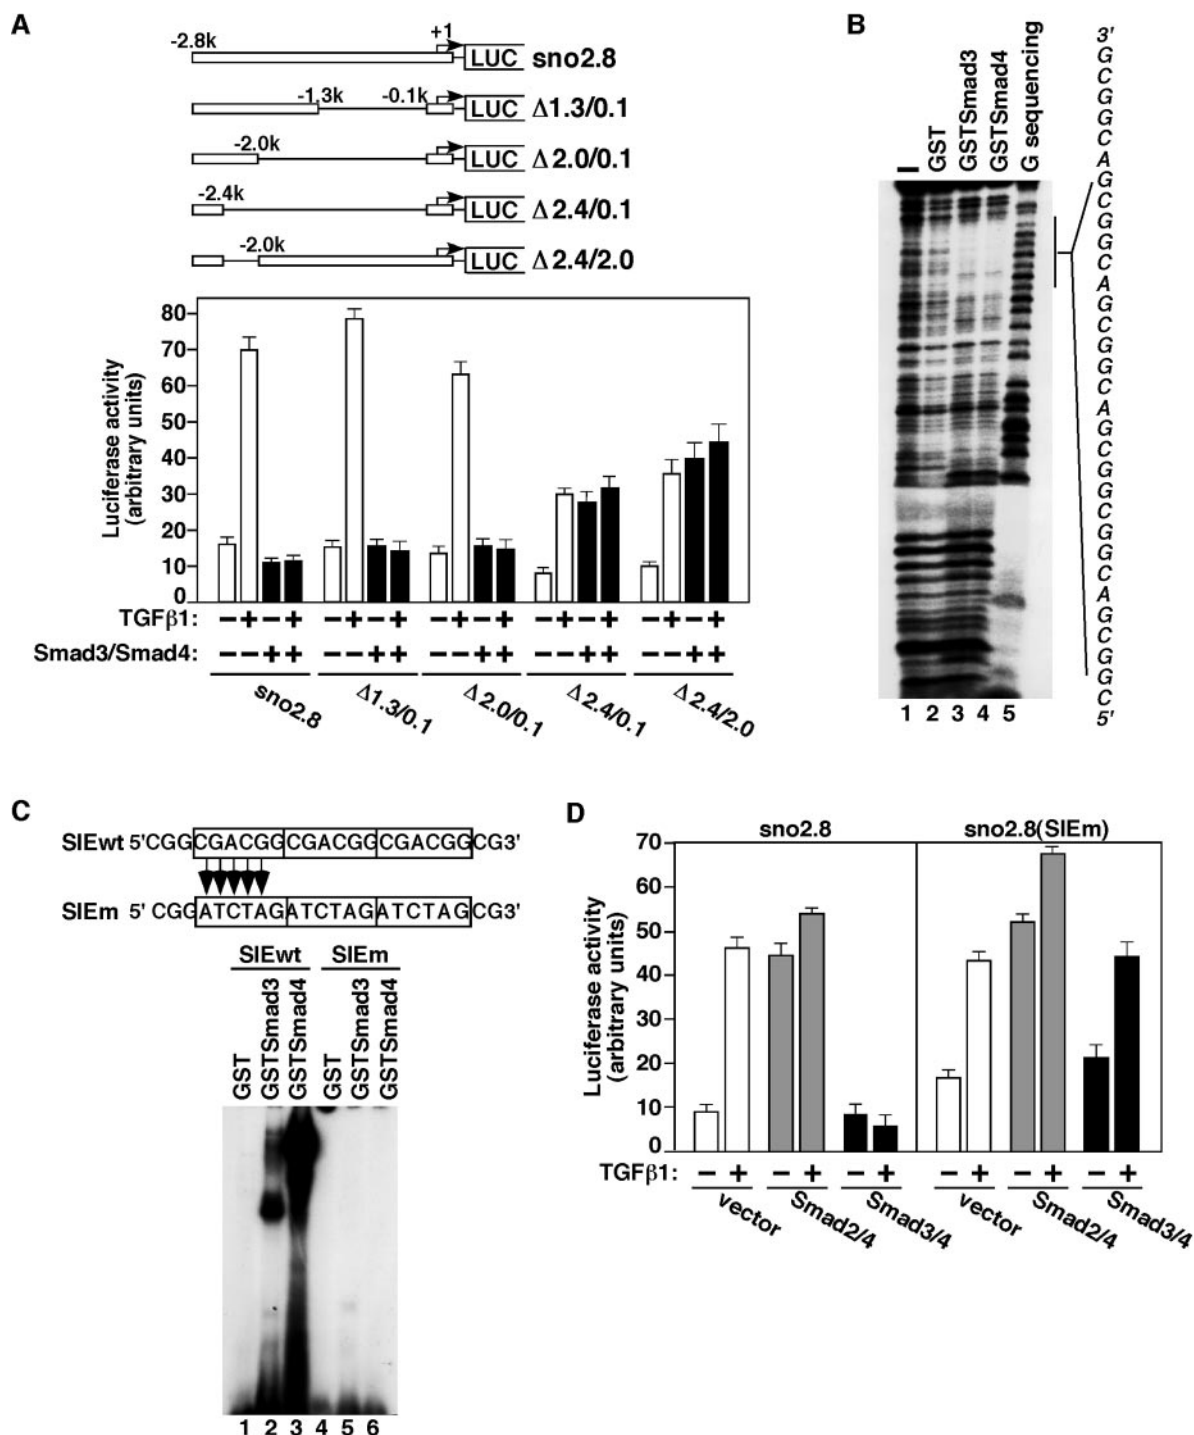 A
-2.8k
+1
LUC sno2.8
-1.3k
-0.1k
LUC Δ1.3/0.1
-2.0k
LUC Δ2.0/0.1
-2.4k
LUC Δ2.4/0.1
-2.0k
LUC Δ2.4/2.0
Luciferase activity
(arbitrary units)
80
70
60
50
40
30
20
10
0
TGFβ1: − + − + − + − + − + − + − + − + − + − +
Smad3/Smad4: − − + + − − + + − − + + − − + + − − + +
sno2.8
Δ1.3/0.1
Δ2.0/0.1
Δ2.4/0.1
Δ2.4/2.0
B
−
GST
GSTSmad3
GSTSmad4
G sequencing
3'
G
C
G
G
C
A
G
C
G
G
C
A
G
C
G
G
C
A
G
C
G
G
C
G
G
C
A
G
C
G
G
C
5'
1 2 3 4 5
C
SIEwt 5'CGGCGACGGCGACGGCGACGGCG3'
SIEm 5' CGGATCTAGATCTAGATCTAGCG3'
SIEwt SIEm
GST
GSTSmad3
GSTSmad4
GST
GSTSmad3
GSTSmad4
1 2 3 4 5 6
D
sno2.8 sno2.8(SIEm)
Luciferase activity
(arbitrary units)
70
60
50
40
30
20
10
0
TGFβ1: − + − + − + − + − + − +
vector
Smad2/4
Smad3/4
vector
Smad2/4
Smad3/4